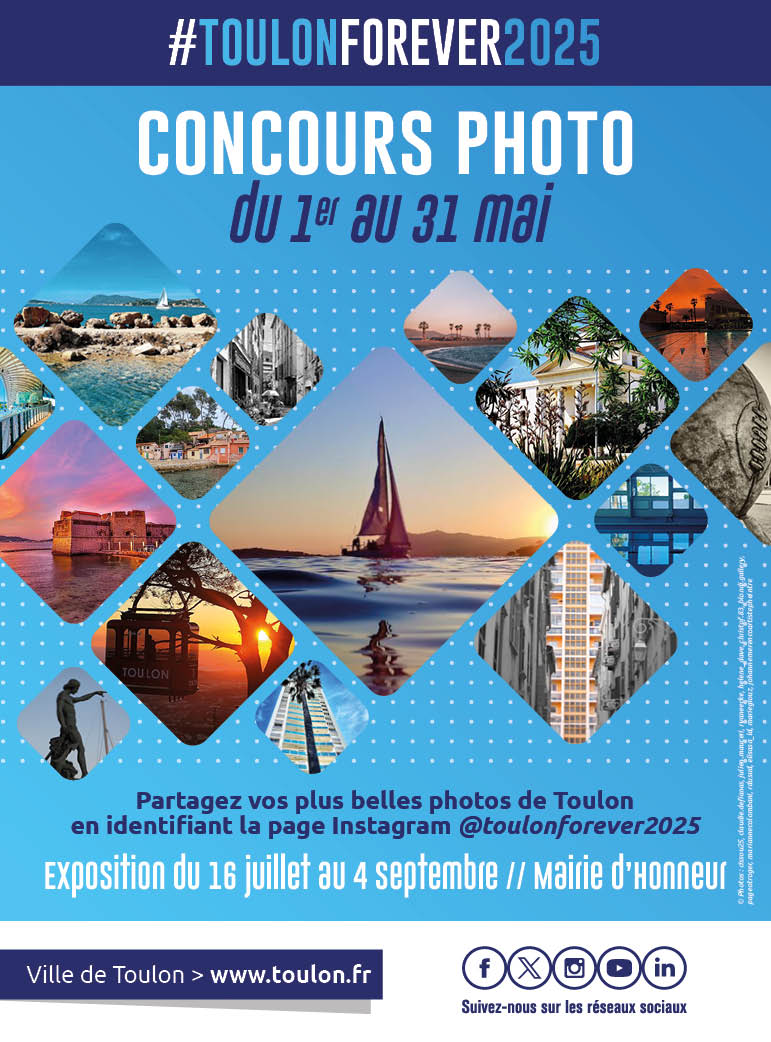 #TOULONFOREVER2025
CONCOURS PHOTO
du 1er au 31 mai
TOULON
Partagez vos plus belles photos de Toulon
en identifiant la page Instagram @toulonforever2025
Exposition du 16 juillet au 4 septembre // Mairie d'Honneur
Ville de Toulon > www.toulon.fr
Suivez-nous sur les réseaux sociaux
© Photos :